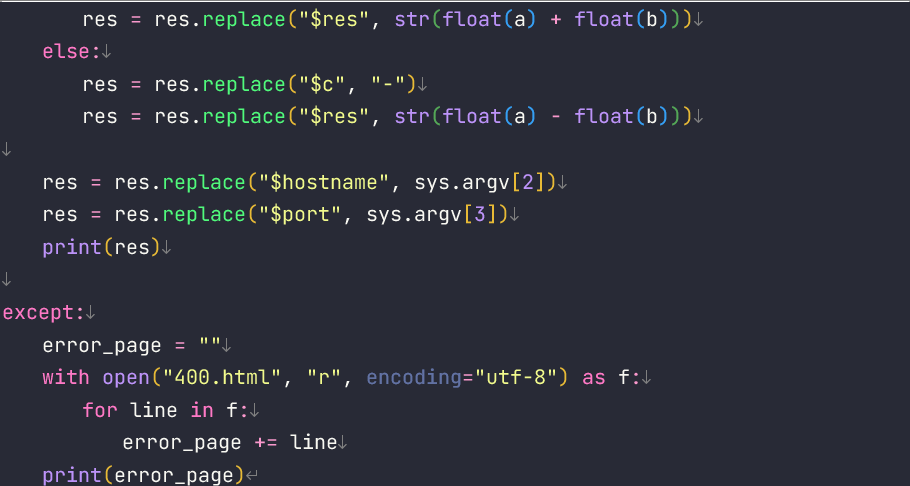 res = res.replace("$res", str(float(a) + float(b)))↓
else:↓
res = res.replace("$c", "-")↓
res = res.replace("$res", str(float(a) - float(b)))↓
↓
res = res.replace("$hostname", sys.argv[2])↓
res = res.replace("$port", sys.argv[3])↓
print(res)↓
↓
except:↓
error_page = ""↓
with open("400.html", "r", encoding="utf-8") as f:↓
for line in f:↓
error_page += line↓
print(error_page)↵